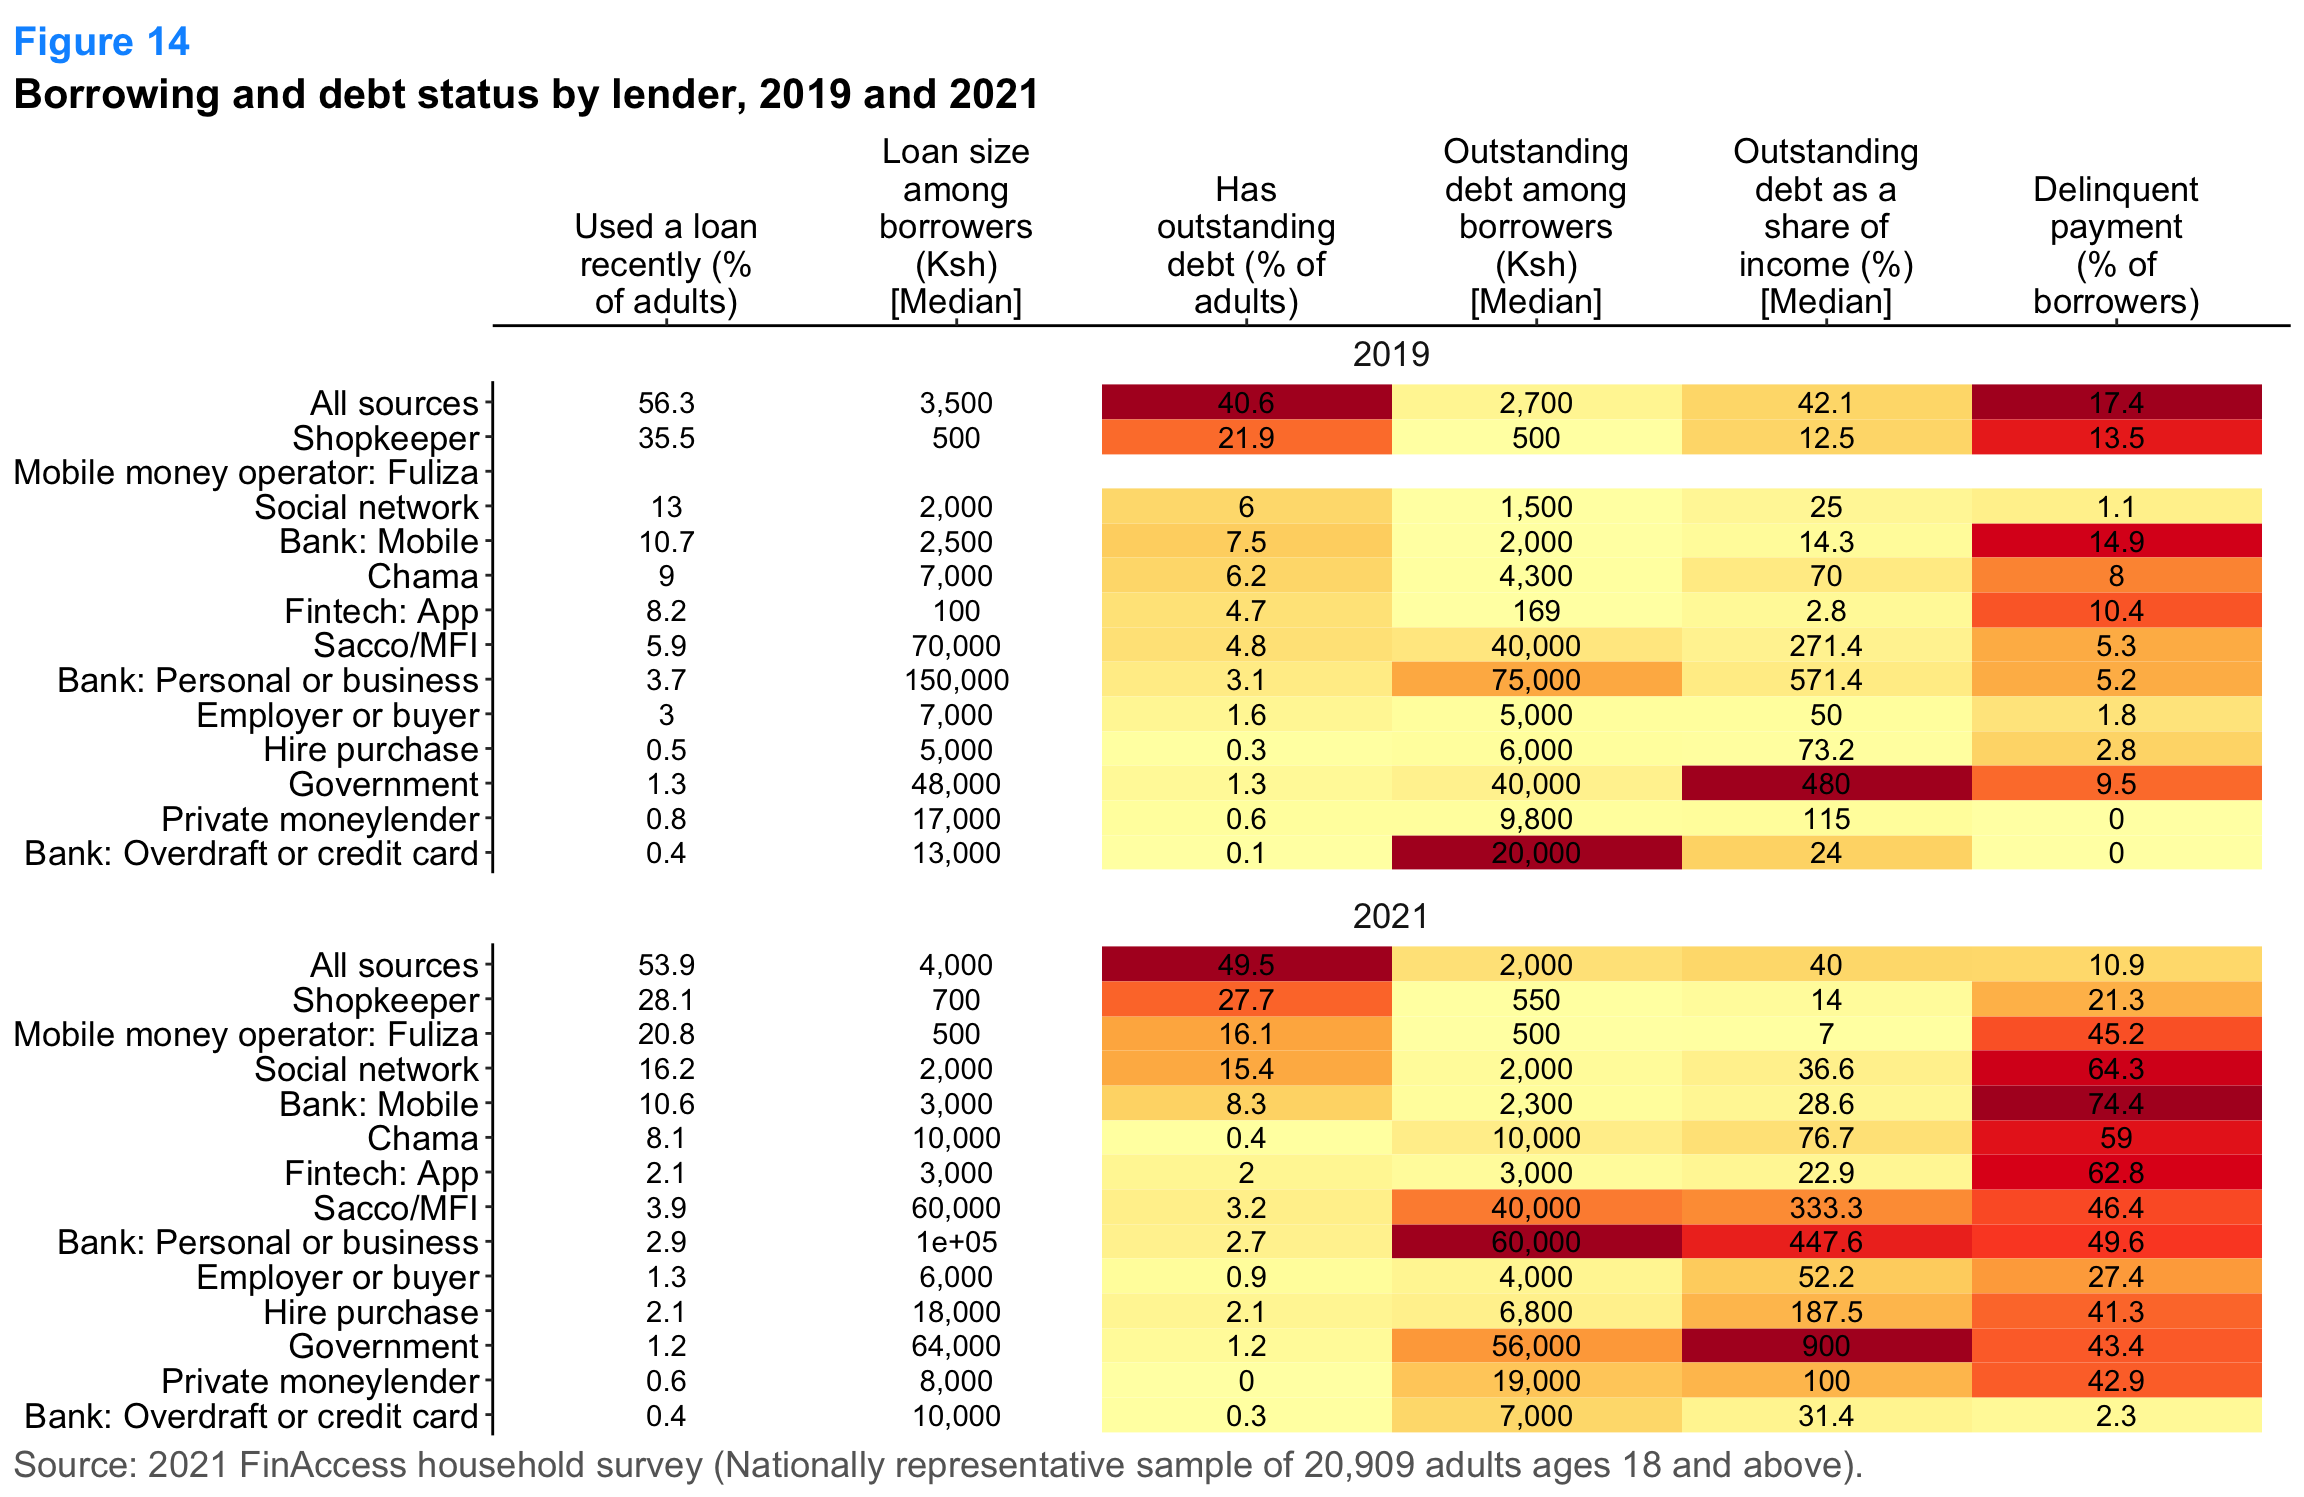 Figure 14
Borrowing and debt status by lender, 2019 and 2021
Used a loan recently (% of adults)
Loan size among borrowers (Ksh) [Median]
Has outstanding debt (% of adults)
Outstanding debt among borrowers (Ksh) [Median]
Outstanding debt as a share of income (%) [Median]
Delinquent payment (% of borrowers)
2019
All sources 56.3 3,500 40.6 2,700 42.1 17.4
Shopkeeper 35.5 500 21.9 500 12.5 13.5
Mobile money operator: Fuliza
Social network 13 2,000 6 1,500 25 1.1
Bank: Mobile 10.7 2,500 7.5 2,000 14.3 14.9
Chama 9 7,000 6.2 4,300 70 8
Fintech: App 8.2 100 4.7 169 2.8 10.4
Sacco/MFI 5.9 70,000 4.8 40,000 271.4 5.3
Bank: Personal or business 3.7 150,000 3.1 75,000 571.4 5.2
Employer or buyer 3 7,000 1.6 5,000 50 1.8
Hire purchase 0.5 5,000 0.3 6,000 73.2 2.8
Government 1.3 48,000 1.3 40,000 480 9.5
Private moneylender 0.8 17,000 0.6 9,800 115 0
Bank: Overdraft or credit card 0.4 13,000 0.1 20,000 24 0
2021
All sources 53.9 4,000 49.5 2,000 40 10.9
Shopkeeper 28.1 700 27.7 550 14 21.3
Mobile money operator: Fuliza 20.8 500 16.1 500 7 45.2
Social network 16.2 2,000 15.4 2,000 36.6 64.3
Bank: Mobile 10.6 3,000 8.3 2,300 28.6 74.4
Chama 8.1 10,000 0.4 10,000 76.7 59
Fintech: App 2.1 3,000 2 3,000 22.9 62.8
Sacco/MFI 3.9 60,000 3.2 40,000 333.3 46.4
Bank: Personal or business 2.9 1e+05 2.7 60,000 447.6 49.6
Employer or buyer 1.3 6,000 0.9 4,000 52.2 27.4
Hire purchase 2.1 18,000 2.1 6,800 187.5 41.3
Government 1.2 64,000 1.2 56,000 900 43.4
Private moneylender 0.6 8,000 0 19,000 100 42.9
Bank: Overdraft or credit card 0.4 10,000 0.3 7,000 31.4 2.3
Source: 2021 FinAccess household survey (Nationally representative sample of 20,909 adults ages 18 and above).